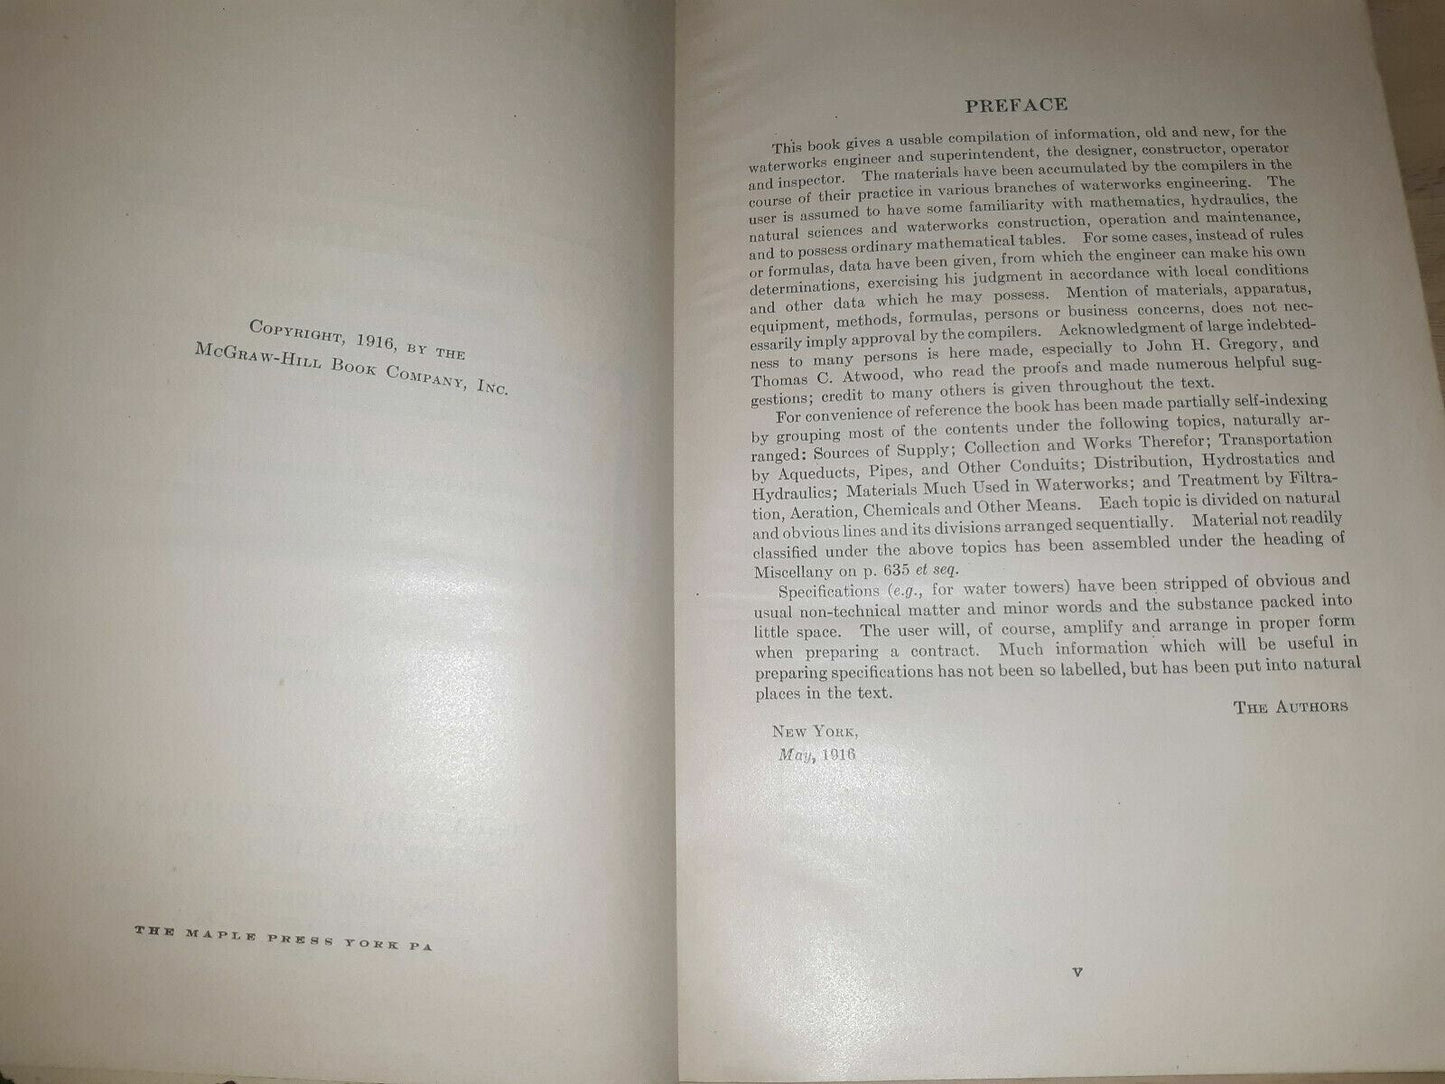 COPYRIGHT, 1916, BY THE
MCGRAW-HILL BOOK COMPANY, INC.
THE MAPLE PRESS YORK PA
PREFACE
This book gives a usable compilation of information, old and new, for the
waterworks engineer and superintendent, the designer, constructor, operator
and inspector. The materials have been accumulated by the compilers in the
course of their practice in various branches of waterworks engineering. The
user is assumed to have some familiarity with mathematics, hydraulics, the
natural sciences and waterworks construction, operation and maintenance,
and to possess ordinary mathematical tables. For some cases, instead of rules
or formulas, data have been given, from which the engineer can make his own
determinations, exercising his judgment in accordance with local conditions
and other data which he may possess. Mention of materials, apparatus,
equipment, methods, formulas, persons or business concerns, does not nec-
essarily imply approval by the compilers. Acknowledgment of large indebted-
ness to many persons is here made, especially to John H. Gregory, and
Thomas C. Atwood, who read the proofs and made numerous helpful sug-
gestions; credit to many others is given throughout the text.
For convenience of reference the book has been made partially self-indexing
by grouping most of the contents under the following topics, naturally ar-
ranged: Sources of Supply; Collection and Works Therefor; Transportation
by Aqueducts, Pipes, and Other Conduits; Distribution, Hydrostatics and
Hydraulics; Materials Much Used in Waterworks; and Treatment by Filtra-
tion, Aeration, Chemicals and Other Means. Each topic is divided on natural
and obvious lines and its divisions arranged sequentially. Material not readily
classified under the above topics has been assembled under the heading of
Miscellany on p. 635 et seq.
Specifications (e.g., for water towers) have been stripped of obvious and
usual non-technical matter and minor words and the substance packed into
little space. The user will, of course, amplify and arrange in proper form
when preparing a contract. Much information which will be useful in
preparing specifications has not been so labelled, but has been put into natural
places in the text.
THE AUTHORS
NEW YORK,
May, 1916
v